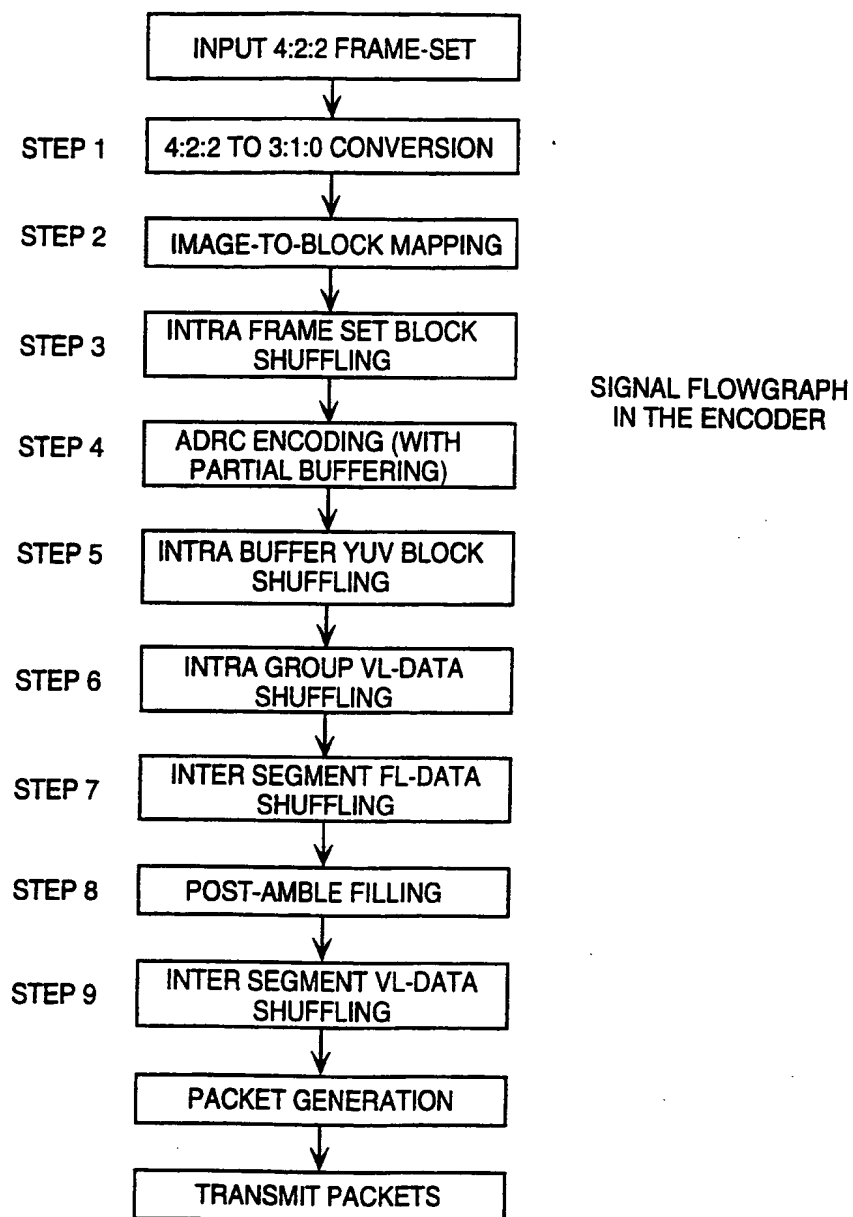 INPUT 4:2:2 FRAME-SET
STEP 1
4:2:2 TO 3:1:0 CONVERSION
STEP 2
IMAGE-TO-BLOCK MAPPING
STEP 3
INTRA FRAME SET BLOCK
SHUFFLING
SIGNAL FLOWGRAPH
IN THE ENCODER
STEP 4
ADRC ENCODING (WITH
PARTIAL BUFFERING)
STEP 5
INTRA BUFFER YUV BLOCK
SHUFFLING
STEP 6
INTRA GROUP VL-DATA
SHUFFLING
STEP 7
INTER SEGMENT FL-DATA
SHUFFLING
STEP 8
POST-AMBLE FILLING
STEP 9
INTER SEGMENT VL-DATA
SHUFFLING
PACKET GENERATION
TRANSMIT PACKETS